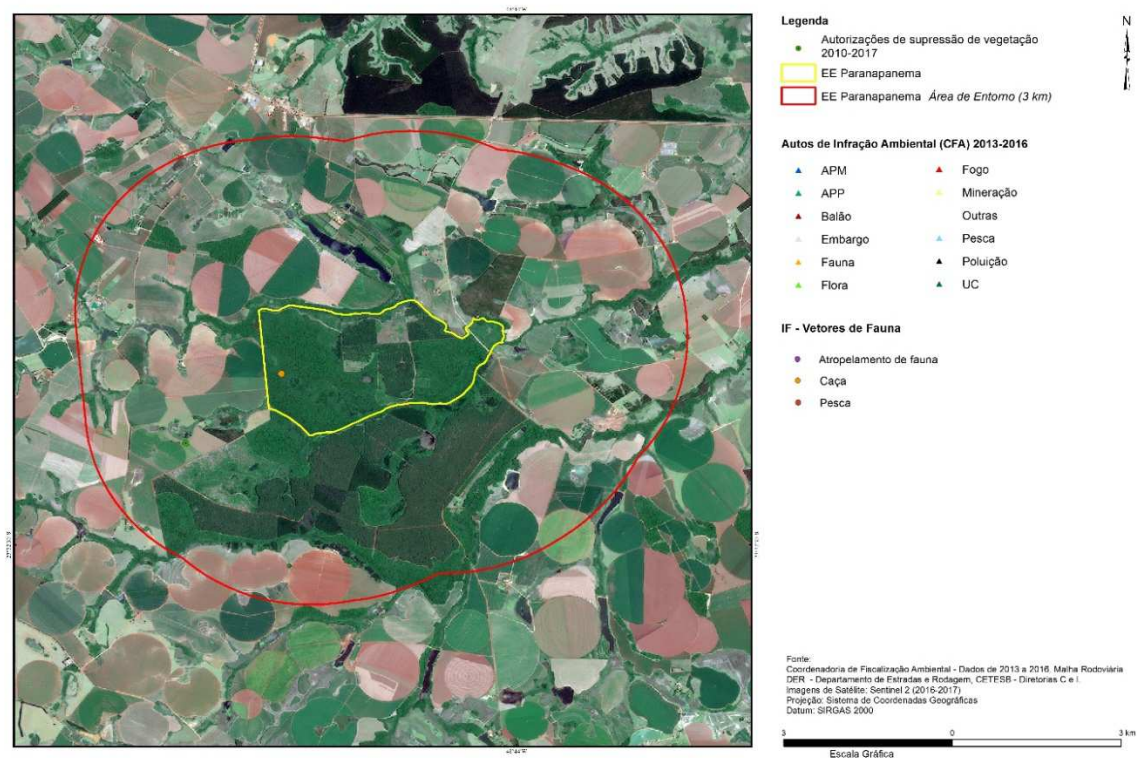 Legenda
N
Autorizações de supressão de vegetação
2010-2017
EE Paranapanema
EE Paranapanema Área de Entorno (3 km)
Autos de Infração Ambiental (CFA) 2013-2016
APM
Fogo
APP
Mineração
Balão
Outras
Embargo
Pesca
Fauna
Poluição
Flora
UC
IF - Vetores de Fauna
Atropelamento de fauna
Caça
Pesca
Fonte:
Coordenadoria de Fiscalização Ambiental - Dados de 2013 a 2016. Malha Rodoviária
DER - Departamento de Estradas e Rodagem, CETESB - Diretorias C e I.
Imagens de Satélite: Sentinel 2 (2016-2017)
Projeção: Sistema de Coordenadas Geográficas
Datum: SIRGAS 2000
3
0
3 km
Escala Gráfica